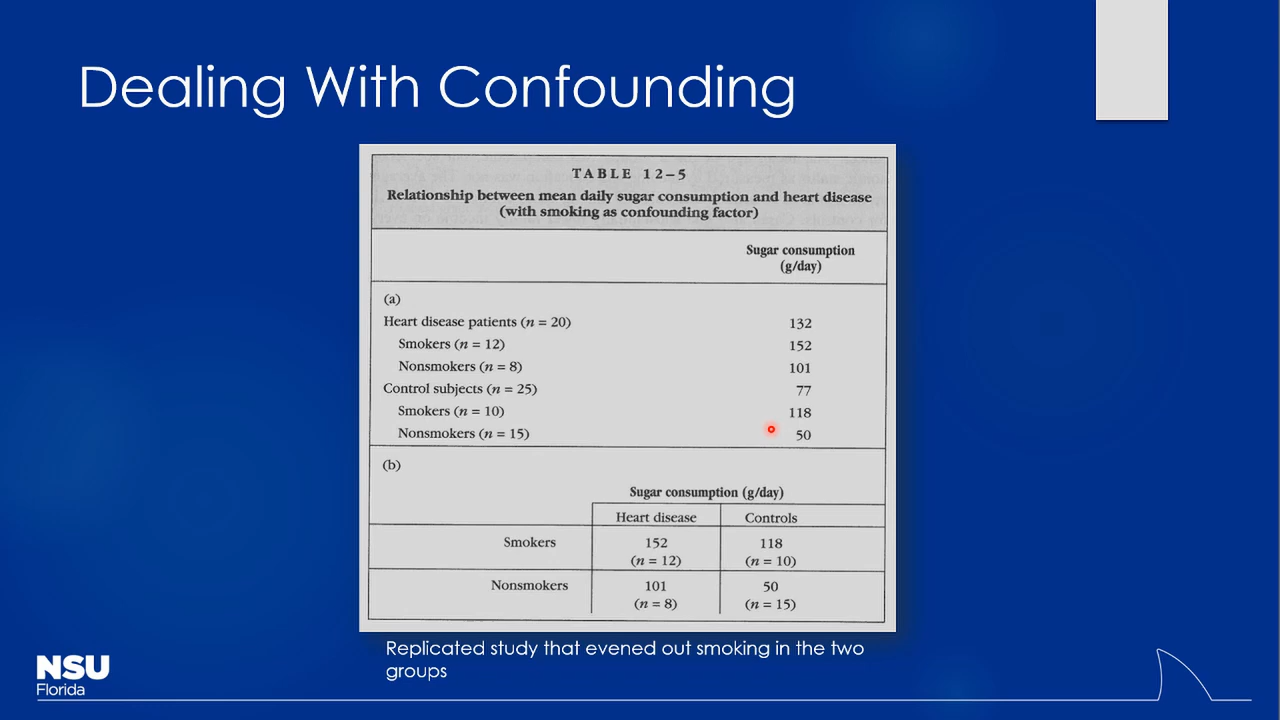 Dealing With Confounding
TABLE 12–5
Relationship between mean daily sugar consumption and heart disease
(with smoking as confounding factor)
Sugar consumption
(g/day)
(a)
Heart disease patients (n = 20) 132
Smokers (n = 12) 152
Nonsmokers (n = 8) 101
Control subjects (n = 25) 77
Smokers (n = 10) 118
Nonsmokers (n = 15) 50
(b)
Sugar consumption (g/day)
Heart disease Controls
Smokers 152 118
(n = 12) (n = 10)
Nonsmokers 101 50
(n = 8) (n = 15)
Replicated study that evened out smoking in the two
groups
NSU
Florida